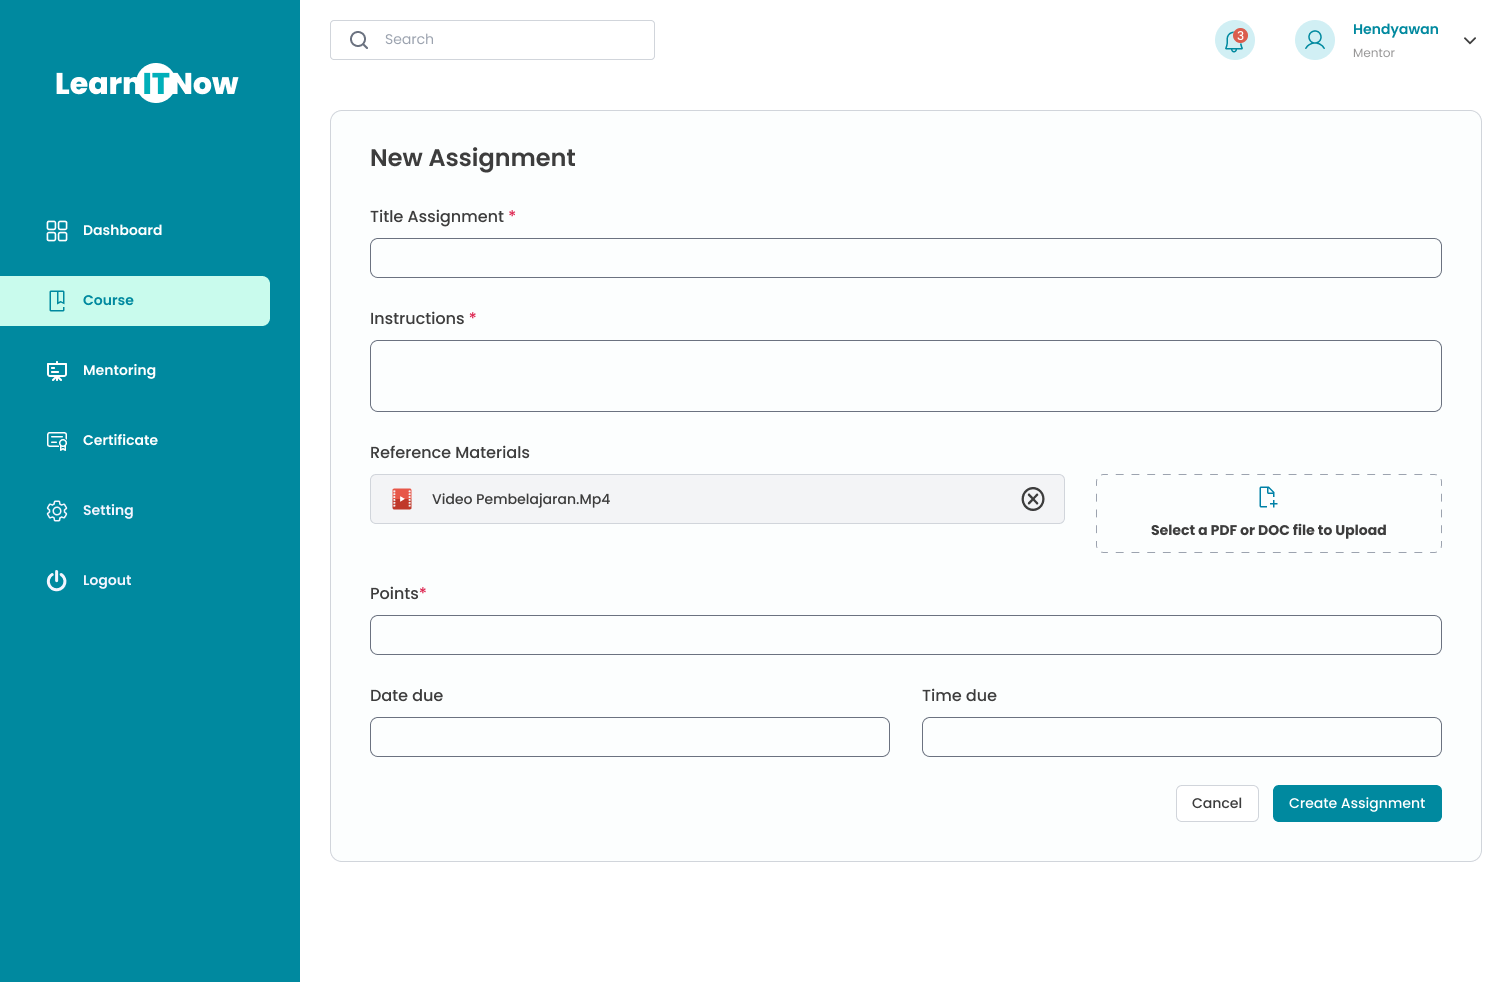 LearnITNow
Search
3
Hendyawan
Mentor
Dashboard
Course
Mentoring
Certificate
Setting
Logout
New Assignment
Title Assignment *
Instructions *
Reference Materials
Video Pembelajaran.Mp4
Select a PDF or DOC file to Upload
Points*
Date due
Time due
Cancel
Create Assignment